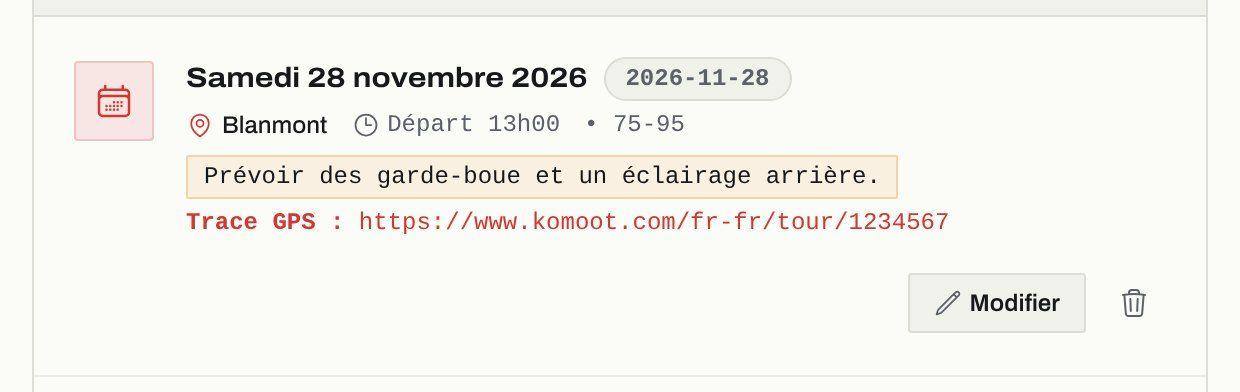 Samedi 28 novembre 2026 2026-11-28
Blanmont Départ 13h00 • 75-95
Prévoir des garde-boue et un éclairage arrière.
Trace GPS : https://www.komoot.com/fr-fr/tour/1234567
Modifier